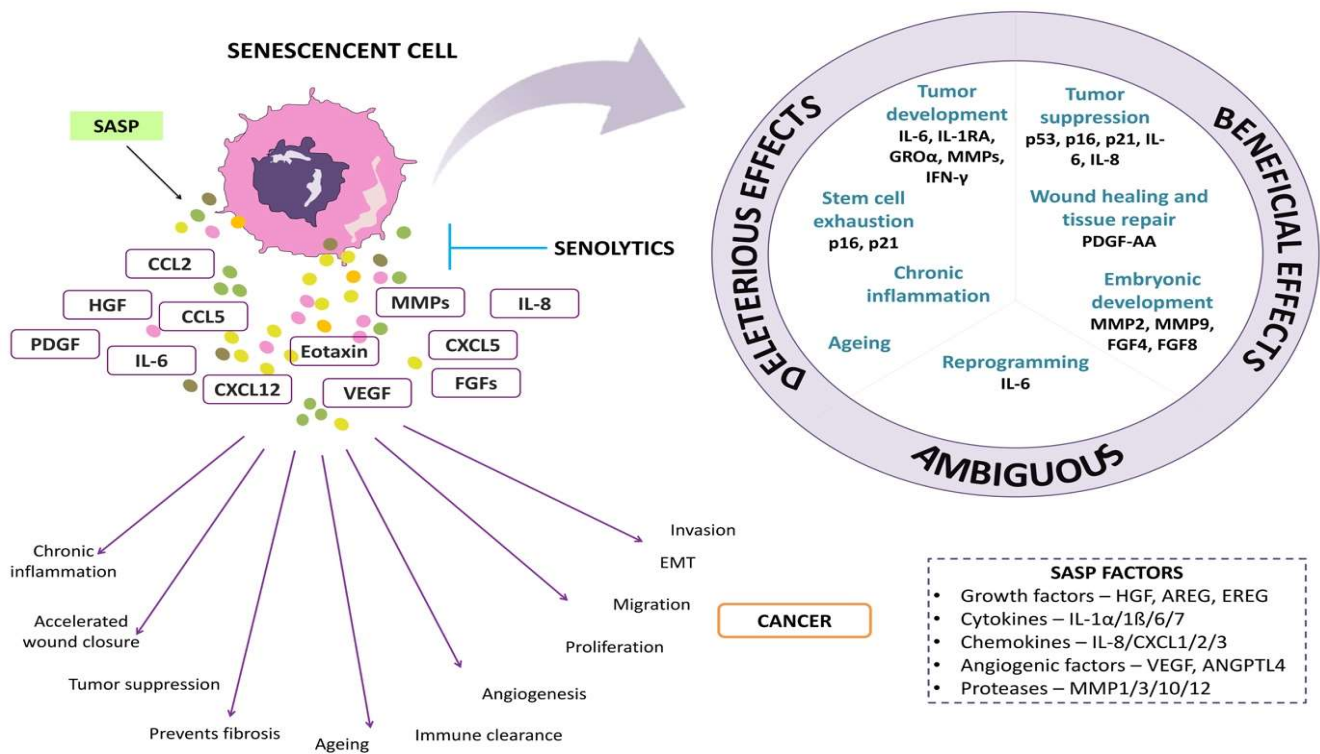 SENESCENCENT CELL
SASP
SENOLYTICS
CCL2
HGF
CCL5
PDGF
IL-6
CXCL12
Eotaxin
VEGF
MMPs
IL-8
CXCL5
FGFs
Chronic
inflammation
Accelerated
wound closure
Tumor suppression
Prevents fibrosis
Ageing
Immune clearance
Angiogenesis
Proliferation
Migration
EMT
Invasion
CANCER
DELETERIOUS EFFECTS
Tumor
development
IL-6, IL-1RA,
GROα, MMPs,
IFN-γ
Stem cell
exhaustion
p16, p21
Chronic
inflammation
Ageing
BENEFICIAL EFFECTS
Tumor
suppression
p53, p16, p21, IL-
6, IL-8
Wound healing and
tissue repair
PDGF-AA
Embryonic
development
MMP2, MMP9,
FGF4, FGF8
Reprogramming
IL-6
AMBIGUOUS
SASP FACTORS
• Growth factors – HGF, AREG, EREG
• Cytokines – IL-1α/1ß/6/7
• Chemokines – IL-8/CXCL1/2/3
• Angiogenic factors – VEGF, ANGPTL4
• Proteases – MMP1/3/10/12